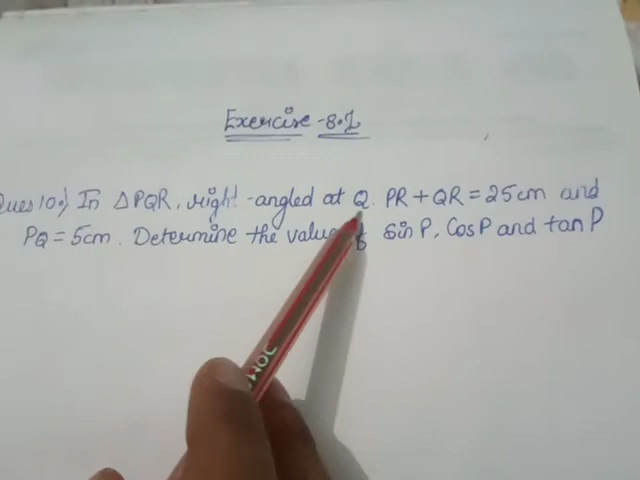 Exercise - 8.1
Ques 10:) In ΔPQR, right-angled at Q. PR + QR = 25cm and
PQ = 5cm. Determine the value of Sin P, Cos P and tan P